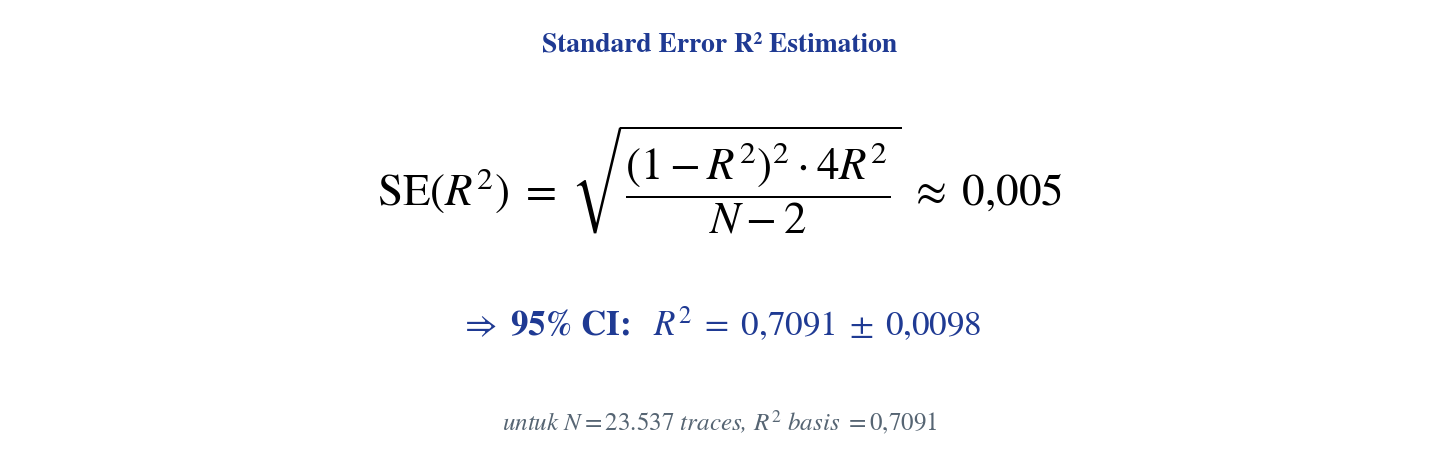 Standard Error R² Estimation
SE(R²) = √((1 − R²)² · 4R² / (N − 2)) ≈ 0,005
⇒ 95% CI: R² = 0,7091 ± 0,0098
untuk N = 23.537 traces, R² basis = 0,7091